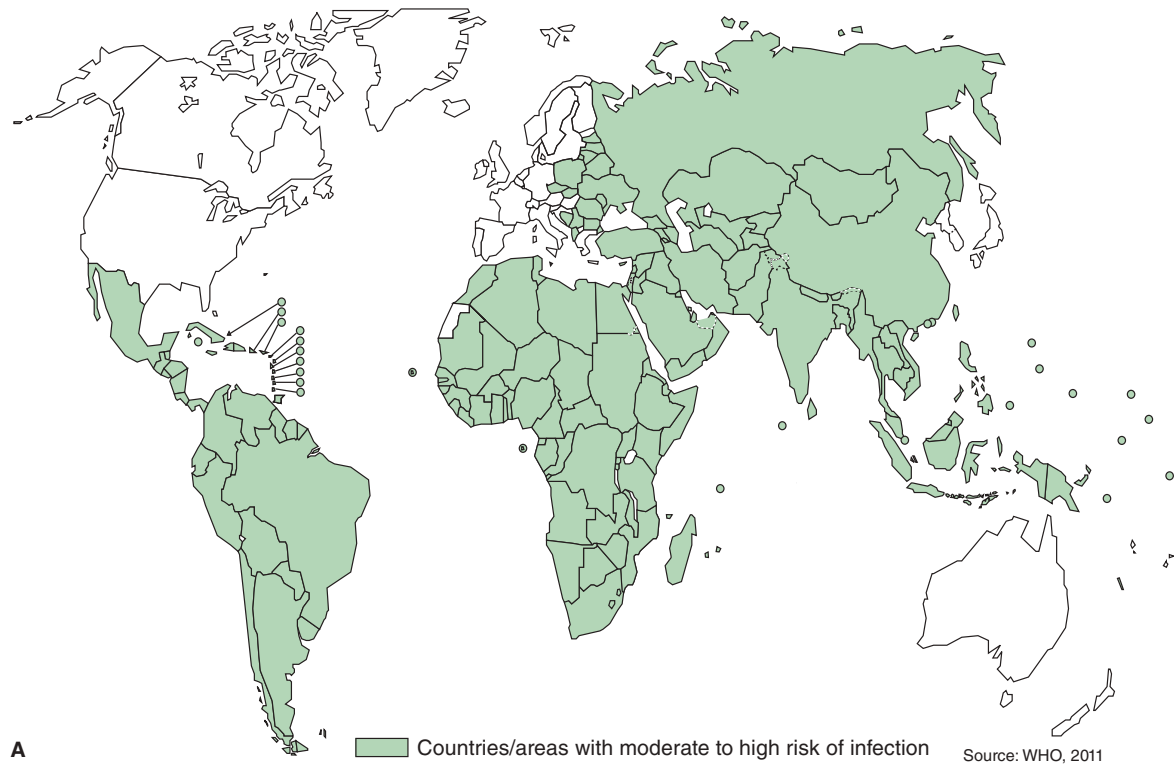 A
Countries/areas with moderate to high risk of infection
Source: WHO, 2011